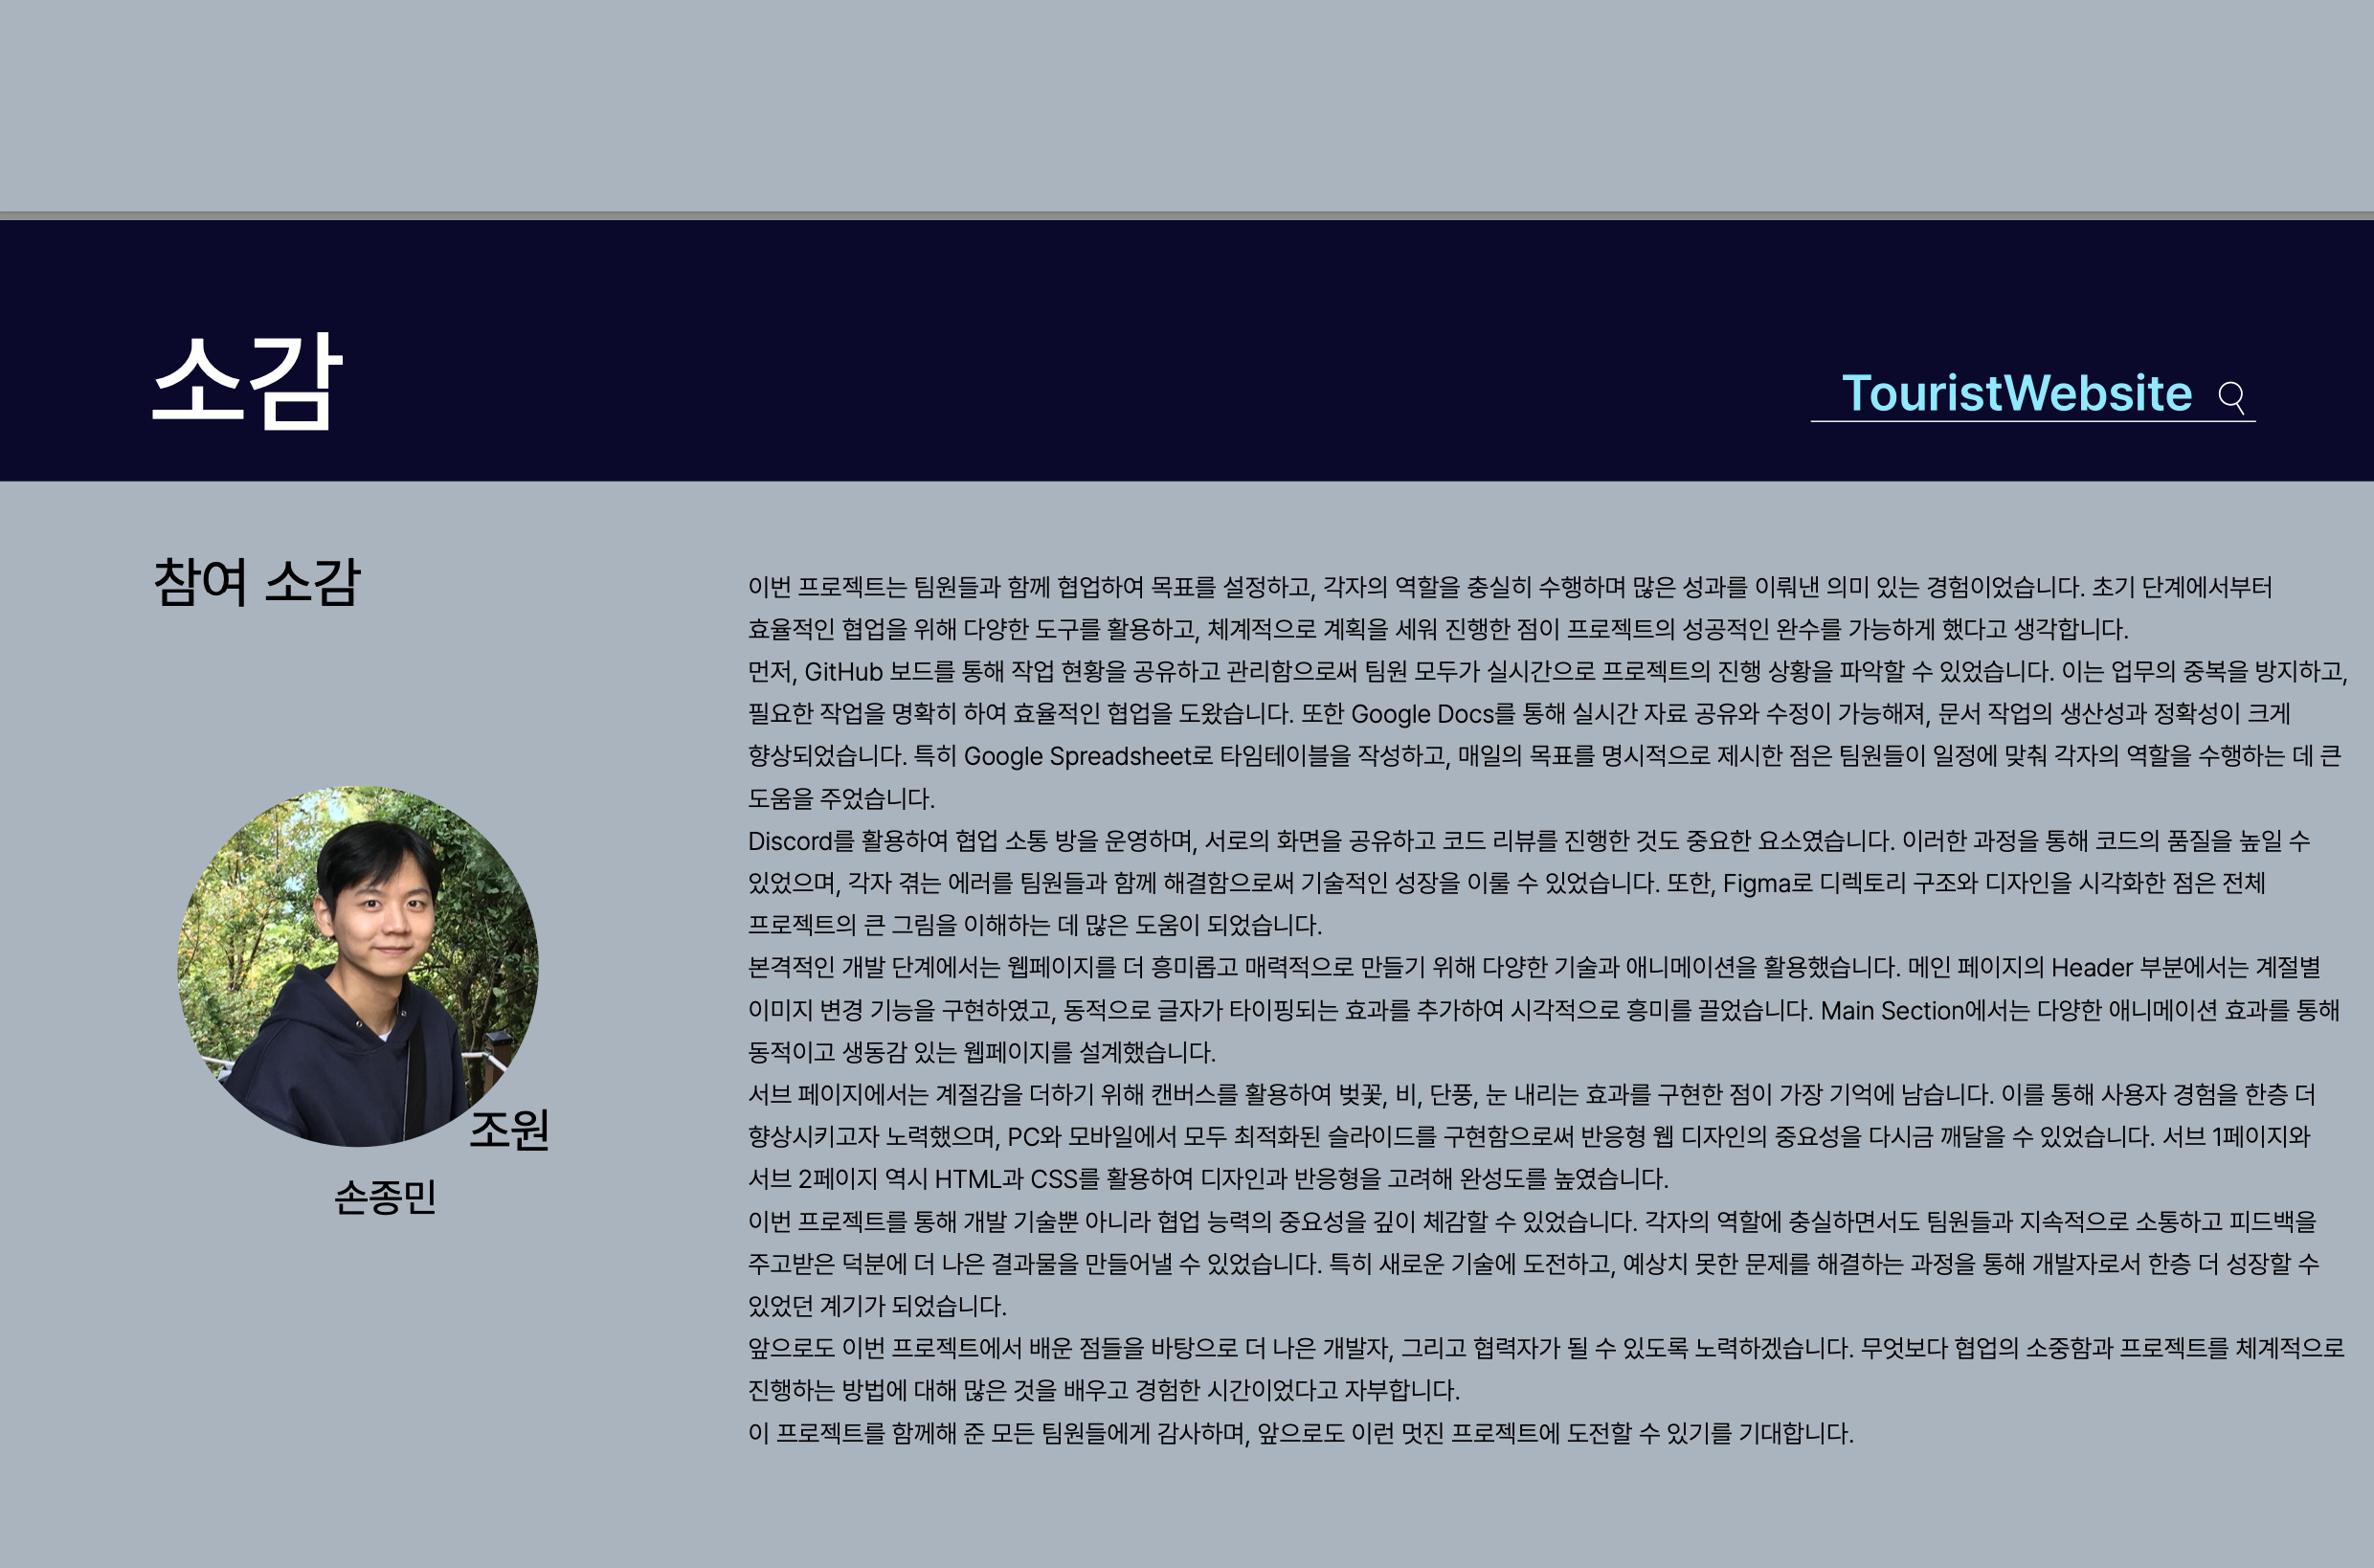 소감
TouristWebsite
참여 소감
이번 프로젝트는 팀원들과 함께 협업하여 목표를 설정하고, 각자의 역할을 충실히 수행하며 많은 성과를 이뤄낸 의미 있는 경험이었습니다. 초기 단계에서부터
효율적인 협업을 위해 다양한 도구를 활용하고, 체계적으로 계획을 세워 진행한 점이 프로젝트의 성공적인 완수를 가능하게 했다고 생각합니다.
먼저, GitHub 보드를 통해 작업 현황을 공유하고 관리함으로써 팀원 모두가 실시간으로 프로젝트의 진행 상황을 파악할 수 있었습니다. 이는 업무의 중복을 방지하고,
필요한 작업을 명확히 하여 효율적인 협업을 도왔습니다. 또한 Google Docs를 통해 실시간 자료 공유와 수정이 가능해져, 문서 작업의 생산성과 정확성이 크게
향상되었습니다. 특히 Google Spreadsheet로 타임테이블을 작성하고, 매일의 목표를 명시적으로 제시한 점은 팀원들이 일정에 맞춰 각자의 역할을 수행하는 데 큰
도움을 주었습니다.
Discord를 활용하여 협업 소통 방을 운영하며, 서로의 화면을 공유하고 코드 리뷰를 진행한 것도 중요한 요소였습니다. 이러한 과정을 통해 코드의 품질을 높일 수
있었으며, 각자 겪는 에러를 팀원들과 함께 해결함으로써 기술적인 성장을 이룰 수 있었습니다. 또한, Figma로 디렉토리 구조와 디자인을 시각화한 점은 전체
프로젝트의 큰 그림을 이해하는 데 많은 도움이 되었습니다.
본격적인 개발 단계에서는 웹페이지를 더 흥미롭고 매력적으로 만들기 위해 다양한 기술과 애니메이션을 활용했습니다. 메인 페이지의 Header 부분에서는 계절별
이미지 변경 기능을 구현하였고, 동적으로 글자가 타이핑되는 효과를 추가하여 시각적으로 흥미를 끌었습니다. Main Section에서는 다양한 애니메이션 효과를 통해
동적이고 생동감 있는 웹페이지를 설계했습니다.
서브 페이지에서는 계절감을 더하기 위해 캔버스를 활용하여 벚꽃, 비, 단풍, 눈 내리는 효과를 구현한 점이 가장 기억에 남습니다. 이를 통해 사용자 경험을 한층 더
향상시키고자 노력했으며, PC와 모바일에서 모두 최적화된 슬라이드를 구현함으로써 반응형 웹 디자인의 중요성을 다시금 깨달을 수 있었습니다. 서브 1페이지와
서브 2페이지 역시 HTML과 CSS를 활용하여 디자인과 반응형을 고려해 완성도를 높였습니다.
이번 프로젝트를 통해 개발 기술뿐 아니라 협업 능력의 중요성을 깊이 체감할 수 있었습니다. 각자의 역할에 충실하면서도 팀원들과 지속적으로 소통하고 피드백을
주고받은 덕분에 더 나은 결과물을 만들어낼 수 있었습니다. 특히 새로운 기술에 도전하고, 예상치 못한 문제를 해결하는 과정을 통해 개발자로서 한층 더 성장할 수
있었던 계기가 되었습니다.
앞으로도 이번 프로젝트에서 배운 점들을 바탕으로 더 나은 개발자, 그리고 협력자가 될 수 있도록 노력하겠습니다. 무엇보다 협업의 소중함과 프로젝트를 체계적으로
진행하는 방법에 대해 많은 것을 배우고 경험한 시간이었다고 자부합니다.
이 프로젝트를 함께해 준 모든 팀원들에게 감사하며, 앞으로도 이런 멋진 프로젝트에 도전할 수 있기를 기대합니다.
조원
손종민